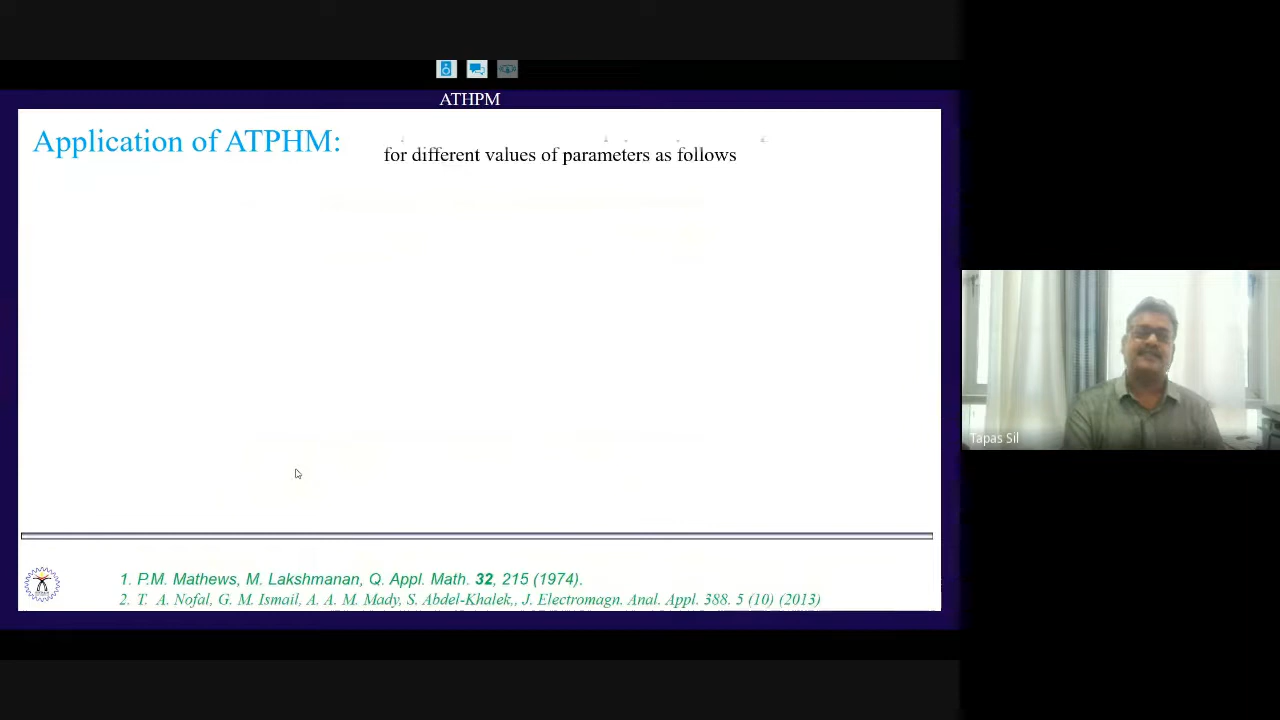 ATHPM
Application of ATPHM:
for different values of parameters as follows
Tapas Sil
1. P.M. Mathews, M. Lakshmanan, Q. Appl. Math. 32, 215 (1974).
2. T. A. Nofal, G. M. Ismail, A. A. M. Mady, S. Abdel-Khalek,, J. Electromagn. Anal. Appl. 388. 5 (10) (2013)